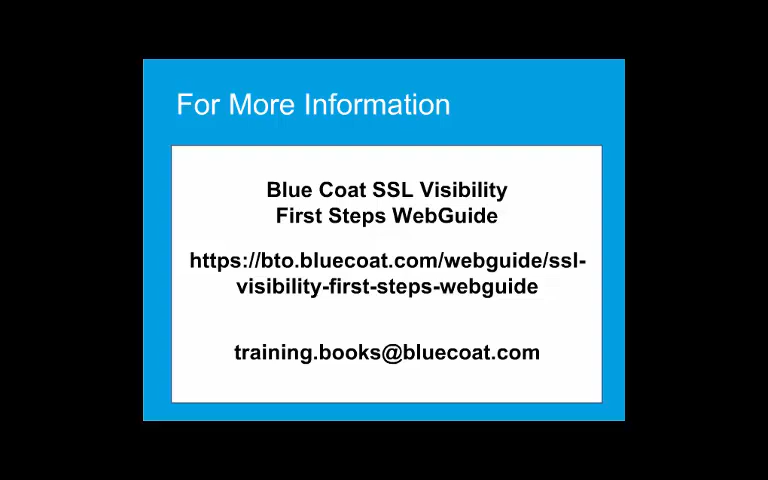 For More Information
Blue Coat SSL Visibility
First Steps WebGuide
https://bto.bluecoat.com/webguide/ssl-
visibility-first-steps-webguide
training.books@bluecoat.com